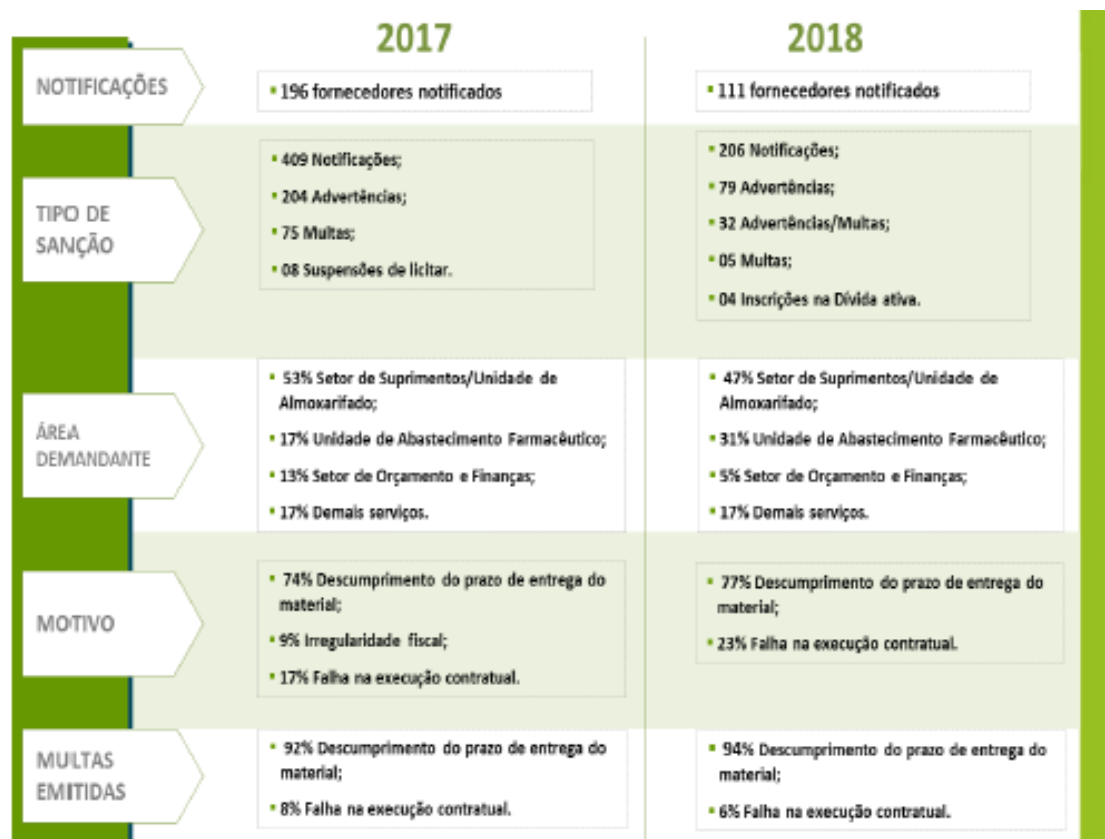 2017
2018
NOTIFICAÇÕES
▪ 196 fornecedores notificados
▪ 111 fornecedores notificados
TIPO DE
SANÇÃO
▪ 409 Notificações;
▪ 204 Advertências;
▪ 75 Multas;
▪ 08 Suspensões de licitar.
▪ 206 Notificações;
▪ 79 Advertências;
▪ 32 Advertências/Multas;
▪ 05 Multas;
▪ 04 Inscrições na Dívida ativa.
ÁREA
DEMANDANTE
▪ 53% Setor de Suprimentos/Unidade de
Almoxarifado;
▪ 17% Unidade de Abastecimento Farmacêutico;
▪ 13% Setor de Orçamento e Finanças;
▪ 17% Demais serviços.
▪ 47% Setor de Suprimentos/Unidade de
Almoxarifado;
▪ 31% Unidade de Abastecimento Farmacêutico;
▪ 5% Setor de Orçamento e Finanças;
▪ 17% Demais serviços.
MOTIVO
▪ 74% Descumprimento do prazo de entrega do
material;
▪ 9% Irregularidade fiscal;
▪ 17% Falha na execução contratual.
▪ 77% Descumprimento do prazo de entrega do
material;
▪ 23% Falha na execução contratual.
MULTAS
EMITIDAS
▪ 92% Descumprimento do prazo de entrega do
material;
▪ 8% Falha na execução contratual.
▪ 94% Descumprimento do prazo de entrega do
material;
▪ 6% Falha na execução contratual.